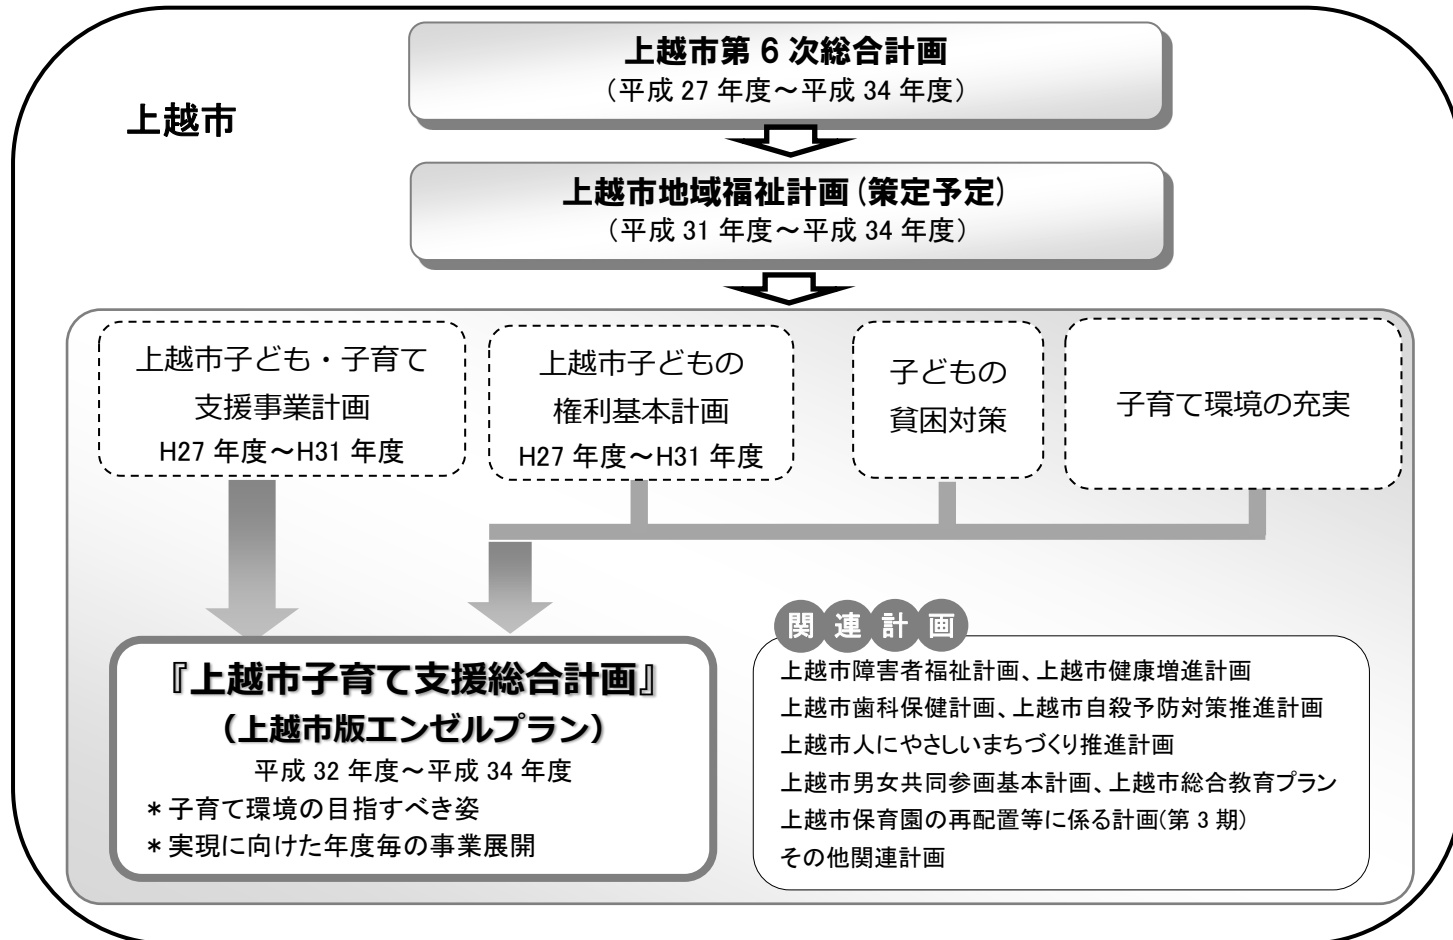 上越市第６次総合計画
（平成 27 年度～平成 34 年度）
上越市
上越市地域福祉計画（策定予定）
（平成 31 年度～平成 34 年度）
上越市子ども・子育て
支援事業計画
H27 年度～H31 年度
上越市子どもの
権利基本計画
H27 年度～H31 年度
子どもの
貧困対策
子育て環境の充実
『上越市子育て支援総合計画』
（上越市版エンゼルプラン）
平成 32 年度～平成 34 年度
＊子育て環境の目指すべき姿
＊実現に向けた年度毎の事業展開
関連計画
上越市障害者福祉計画、上越市健康増進計画
上越市歯科保健計画、上越市自殺予防対策推進計画
上越市人にやさしいまちづくり推進計画
上越市男女共同参画基本計画、上越市総合教育プラン
上越市保育園の再配置等に係る計画(第 3 期)
その他関連計画